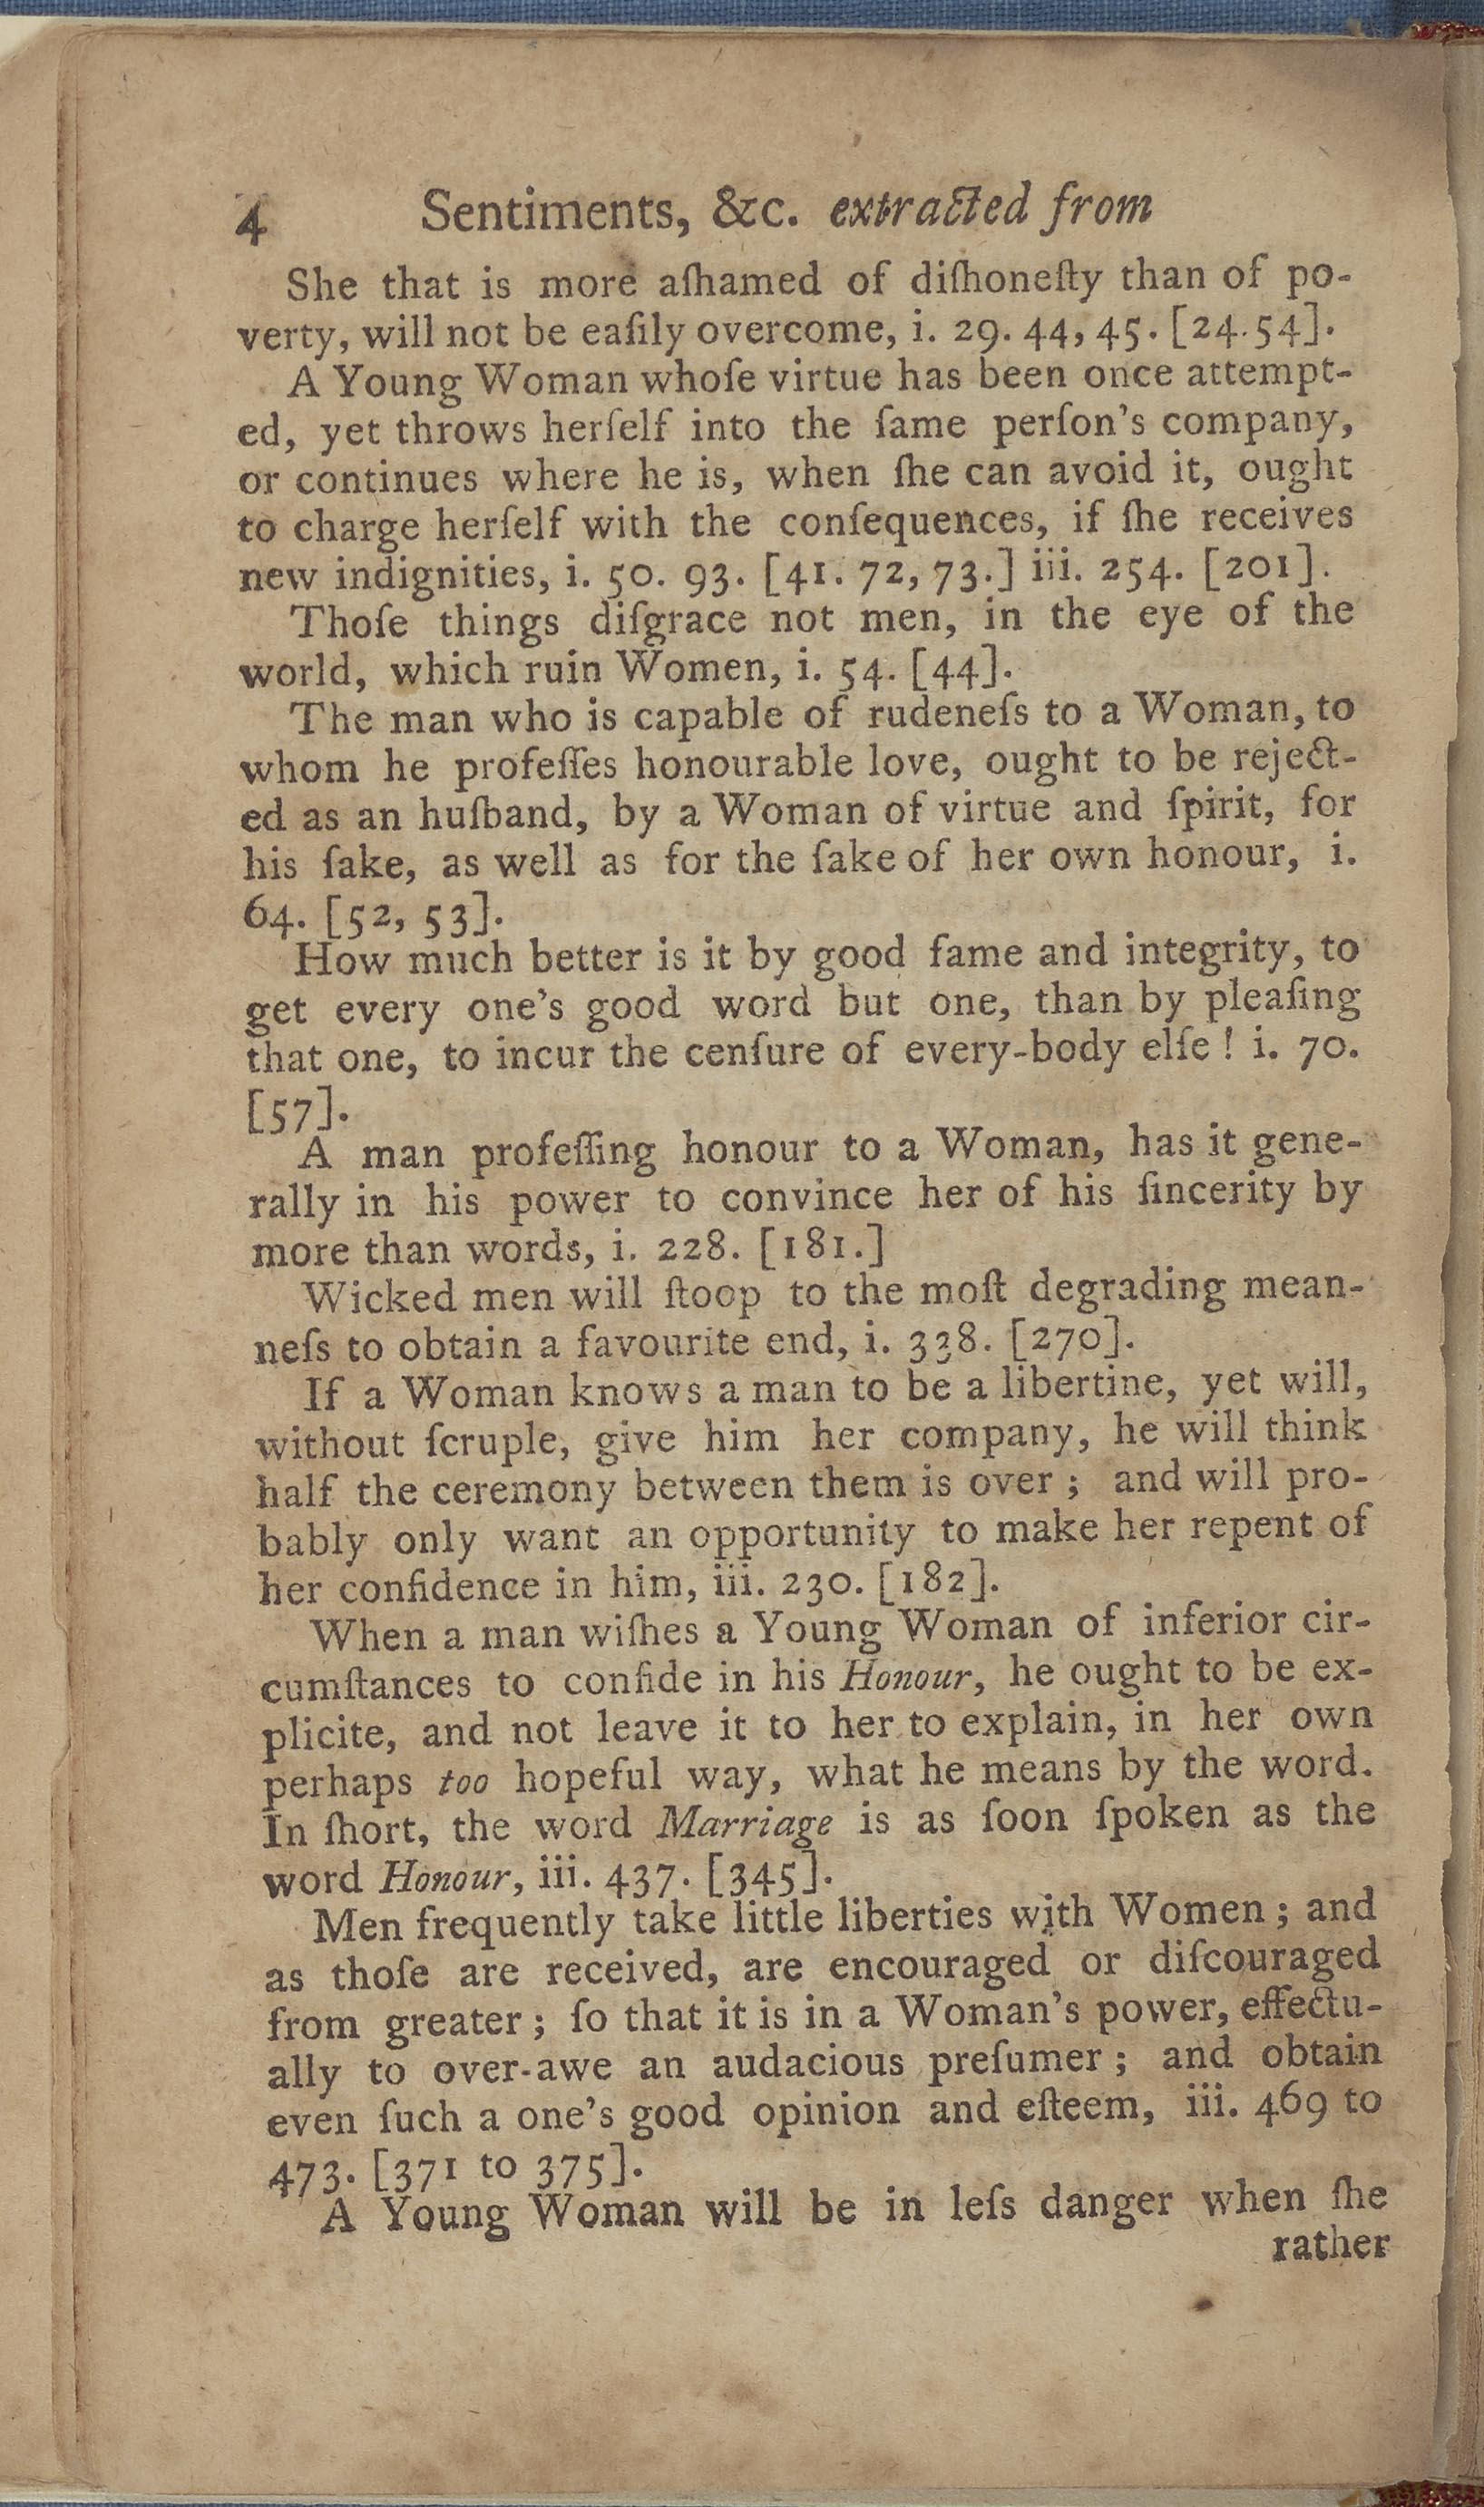 4 Sentiments, &c. extracted from
She that is more aſhamed of diſhoneſty than of po-
verty, will not be eaſily overcome, i. 29. 44, 45. [24.54].
A Young Woman whoſe virtue has been once attempt-
ed, yet throws herſelf into the ſame perſon's company,
or continues where he is, when ſhe can avoid it, ought
to charge herſelf with the conſequences, if ſhe receives
new indignities, i. 50. 93. [41. 72, 73.] iii. 254. [201].
Thoſe things diſgrace not men, in the eye of the
world, which ruin Women, i. 54. [44].
The man who is capable of rudeneſs to a Woman, to
whom he profeſſes honourable love, ought to be reject-
ed as an huſband, by a Woman of virtue and ſpirit, for
his ſake, as well as for the ſake of her own honour, i.
64. [52, 53].
How much better is it by good fame and integrity, to
get every one's good word but one, than by pleaſing
that one, to incur the cenſure of every-body elſe! i. 70.
[57].
A man profeſſing honour to a Woman, has it gene-
rally in his power to convince her of his ſincerity by
more than words, i. 228. [181.]
Wicked men will ſtoop to the moſt degrading mean-
neſs to obtain a favourite end, i. 338. [270].
If a Woman knows a man to be a libertine, yet will,
without ſcruple, give him her company, he will think
half the ceremony between them is over; and will pro-
bably only want an opportunity to make her repent of
her confidence in him, iii. 230. [182].
When a man wiſhes a Young Woman of inferior cir-
cumſtances to confide in his Honour, he ought to be ex-
plicite, and not leave it to her to explain, in her own
perhaps too hopeful way, what he means by the word.
In ſhort, the word Marriage is as ſoon ſpoken as the
word Honour, iii. 437. [345].
Men frequently take little liberties with Women; and
as thoſe are received, are encouraged or diſcouraged
from greater; ſo that it is in a Woman's power, effectu-
ally to over-awe an audacious preſumer; and obtain
even ſuch a one's good opinion and eſteem, iii. 469 to
473. [371 to 375].
A Young Woman will be in leſs danger when ſhe
rather